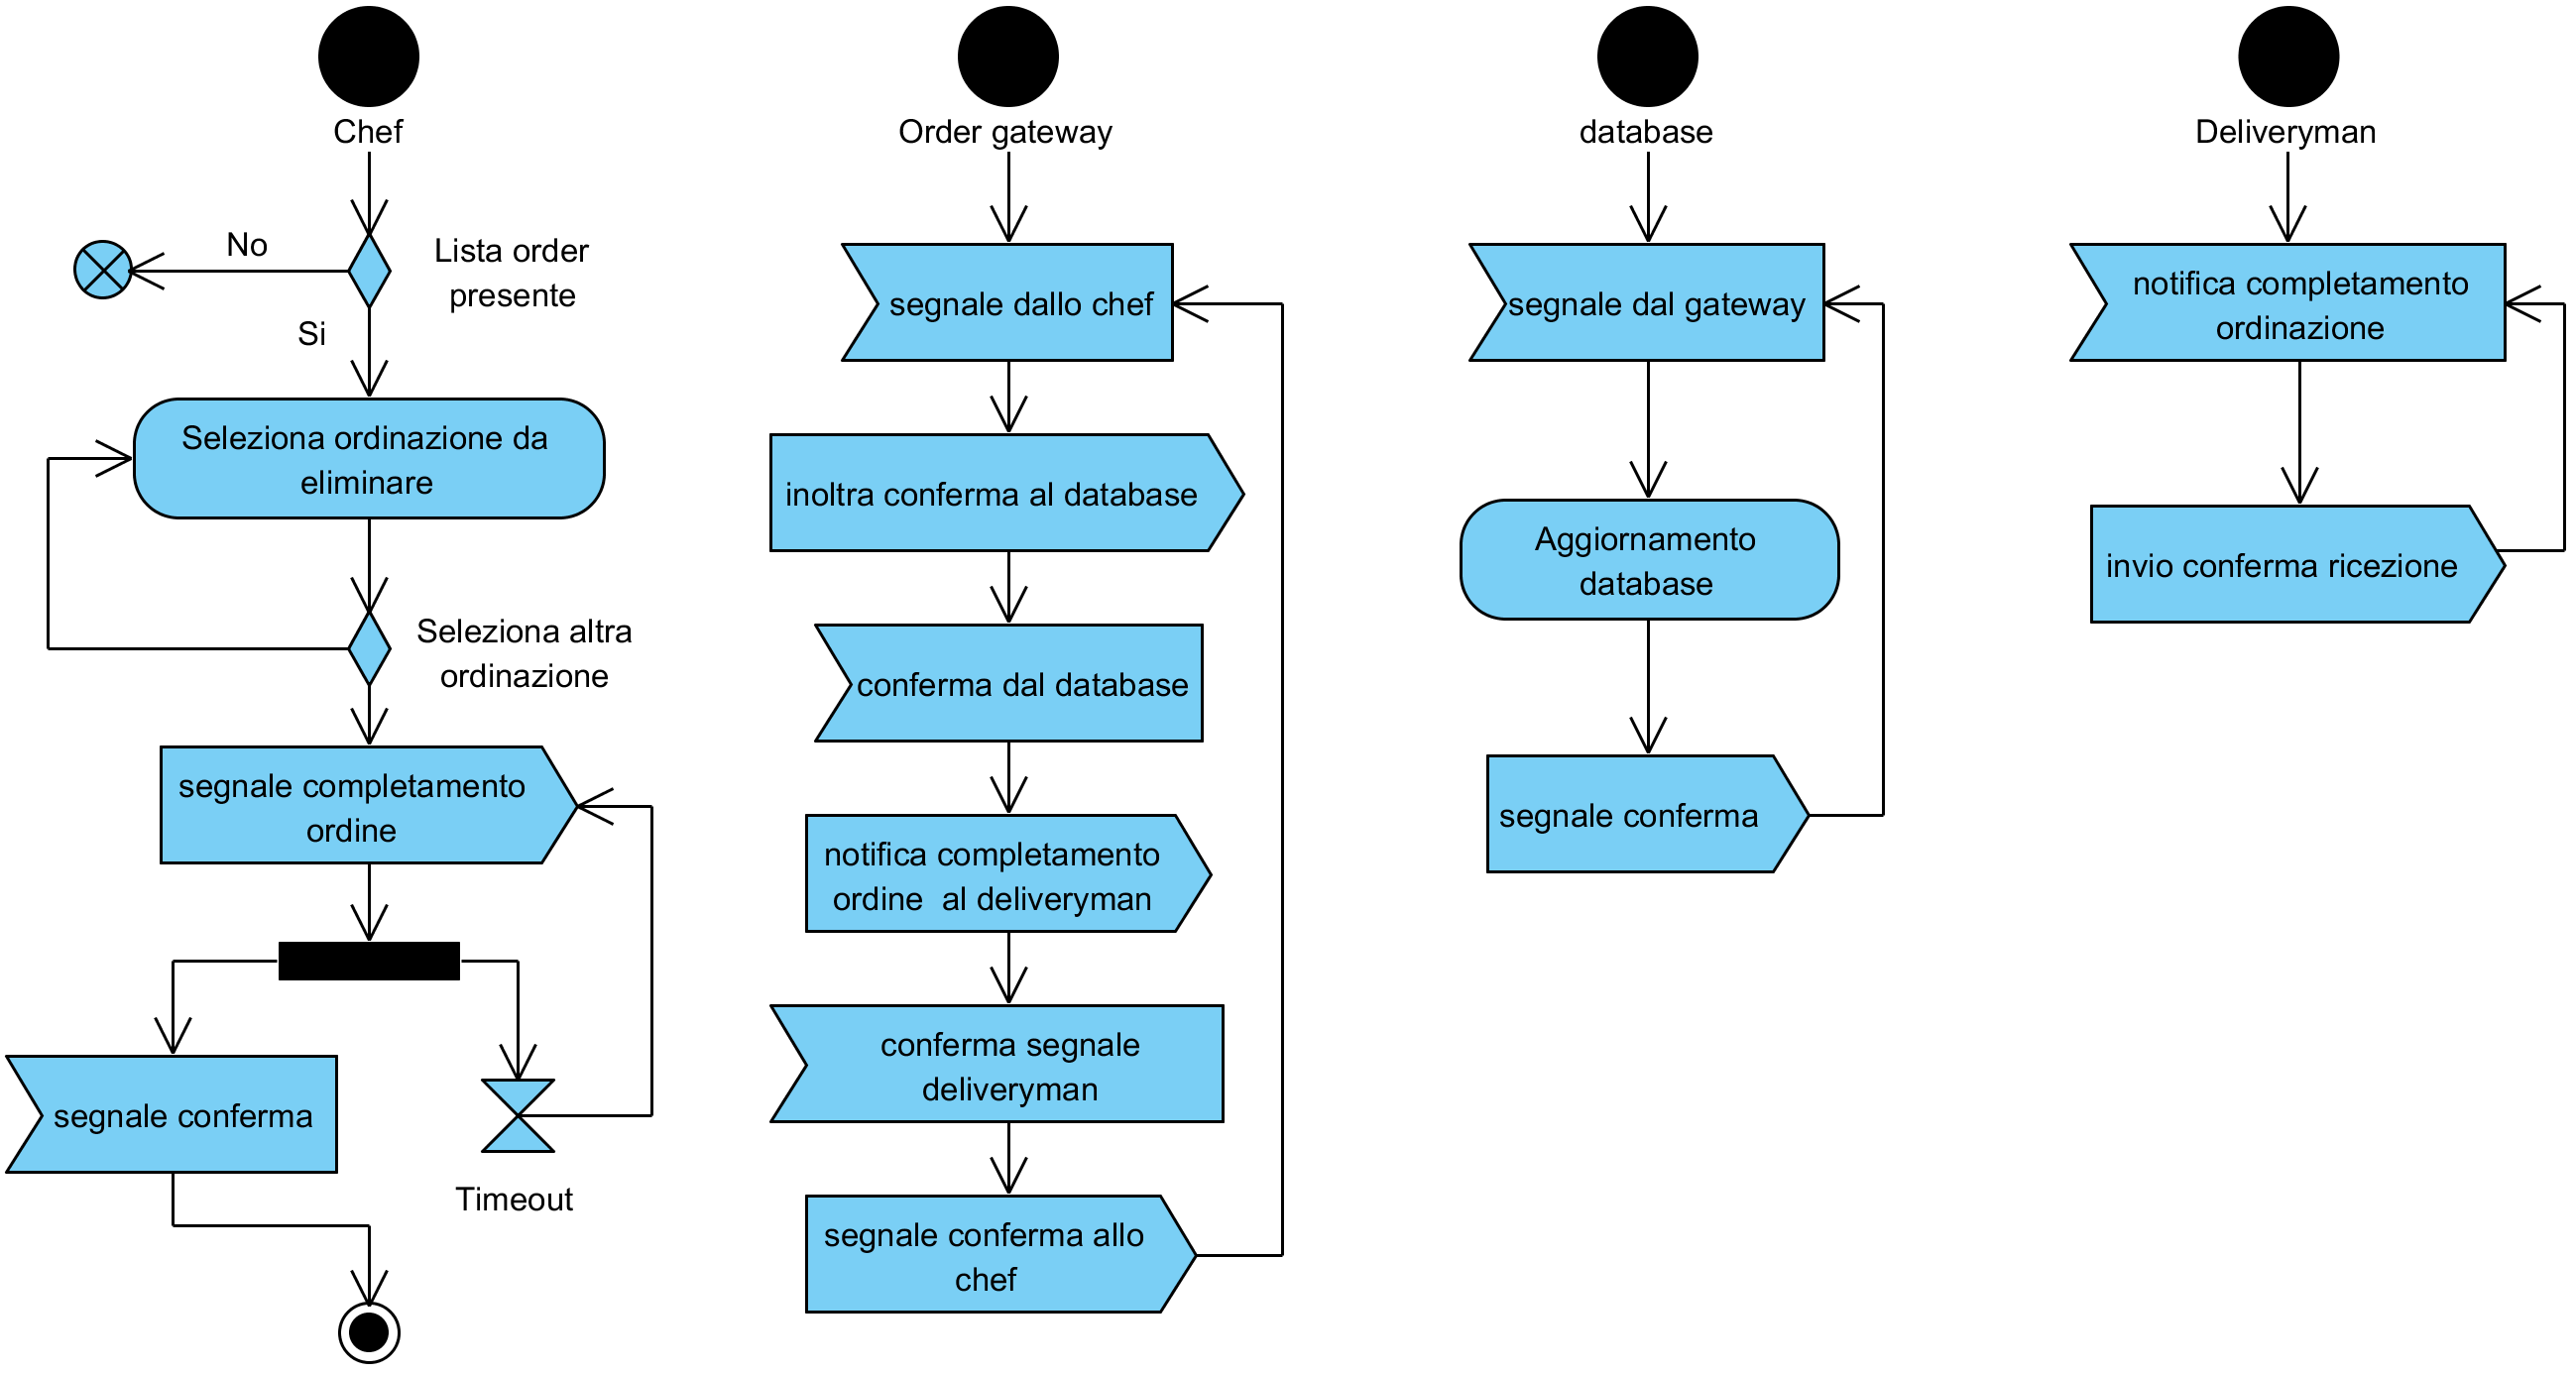 Chef
No
Lista order
presente
Si
Seleziona ordinazione da
eliminare
Seleziona altra
ordinazione
segnale completamento
ordine
segnale conferma
Timeout
Order gateway
segnale dallo chef
inoltra conferma al database
conferma dal database
notifica completamento
ordine  al deliveryman
conferma segnale
deliveryman
segnale conferma allo
chef
database
segnale dal gateway
Aggiornamento
database
segnale conferma
Deliveryman
notifica completamento
ordinazione
invio conferma ricezione